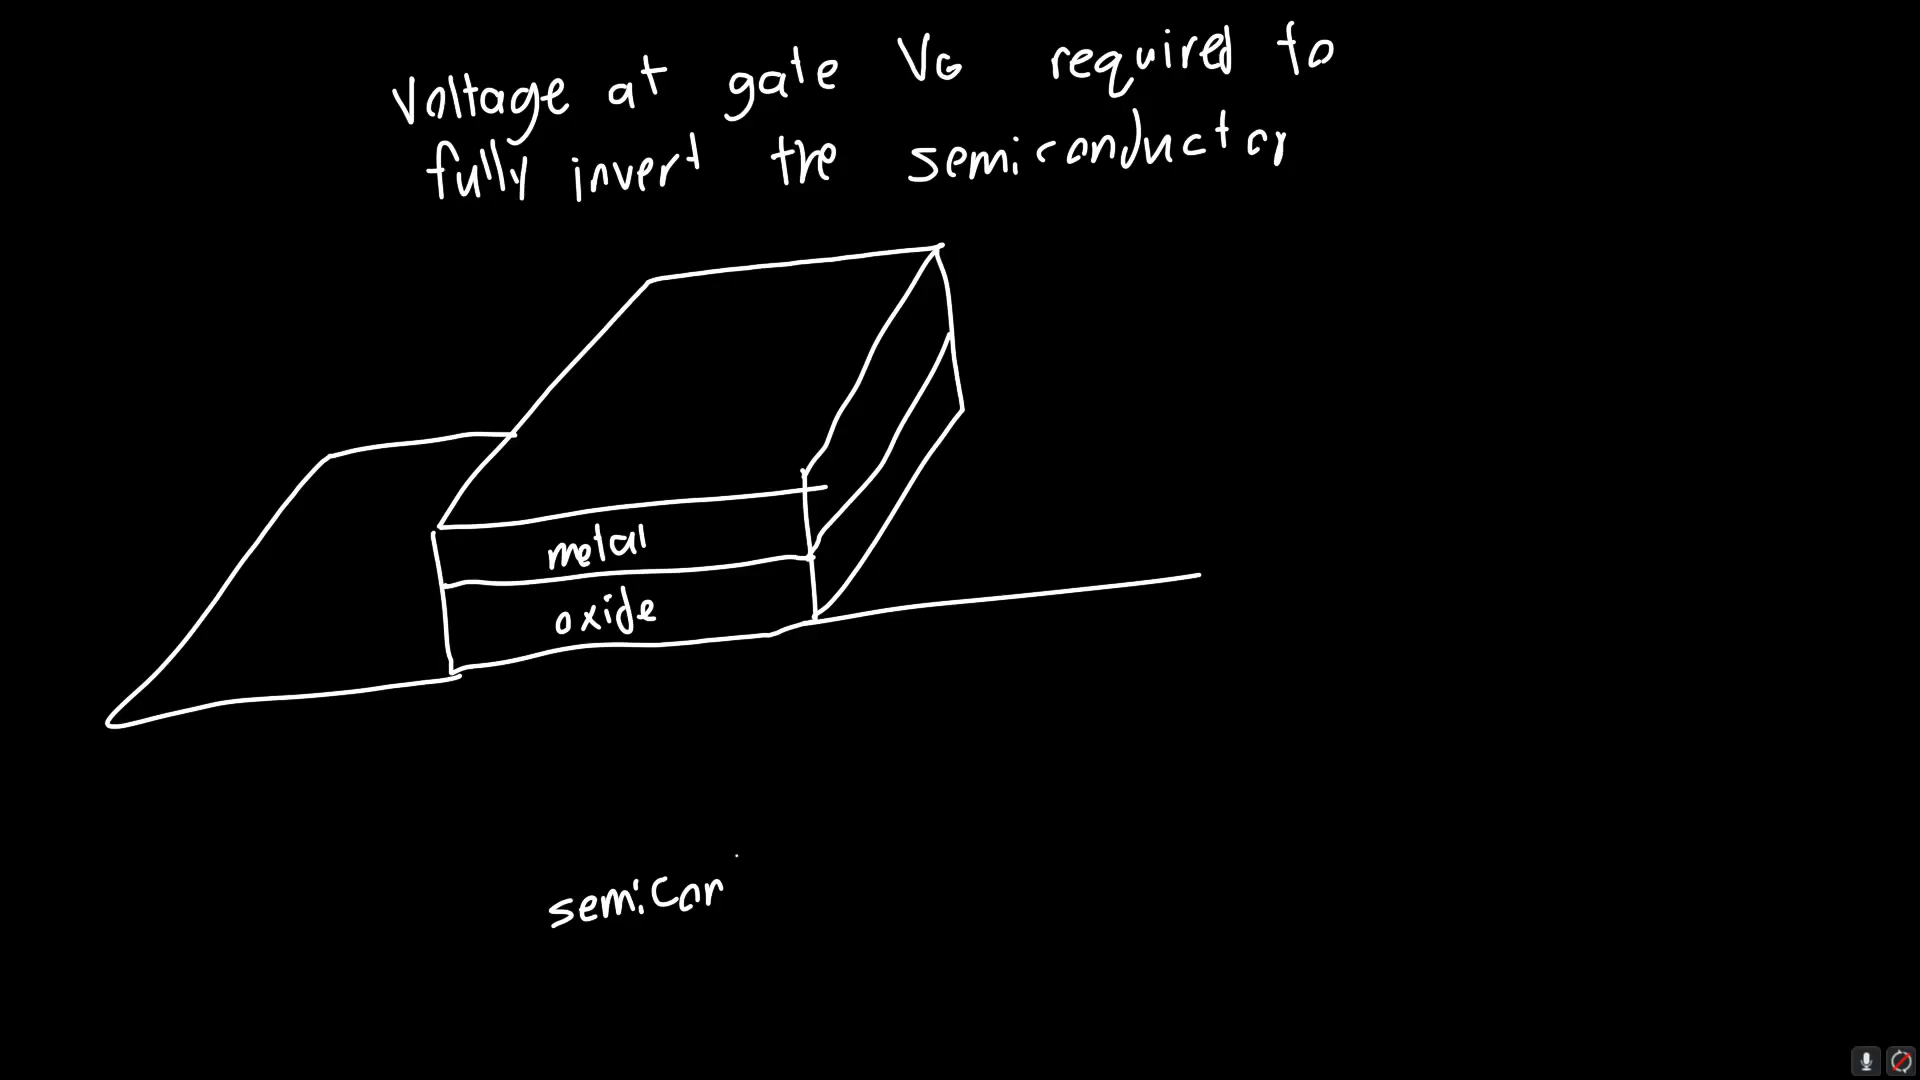 Voltage at gate VG required to
fully invert the semiconductor
metal
oxide
semicon